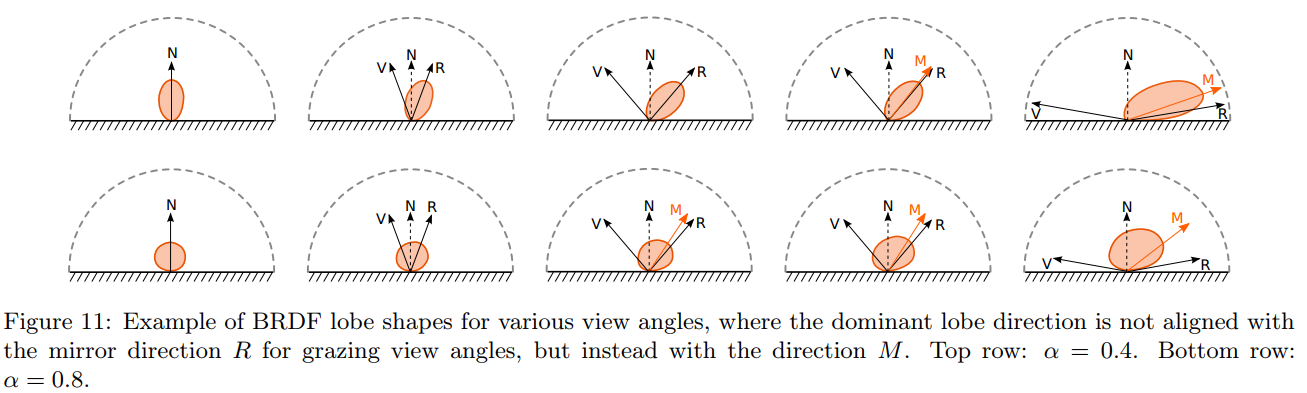 N
V N R
V N R
V N M R
V N M R
N
V N R
V N M R
V N M R
V N M R
Figure 11: Example of BRDF lobe shapes for various view angles, where the dominant lobe direction is not aligned with
the mirror direction R for grazing view angles, but instead with the direction M. Top row: α = 0.4. Bottom row:
α = 0.8.